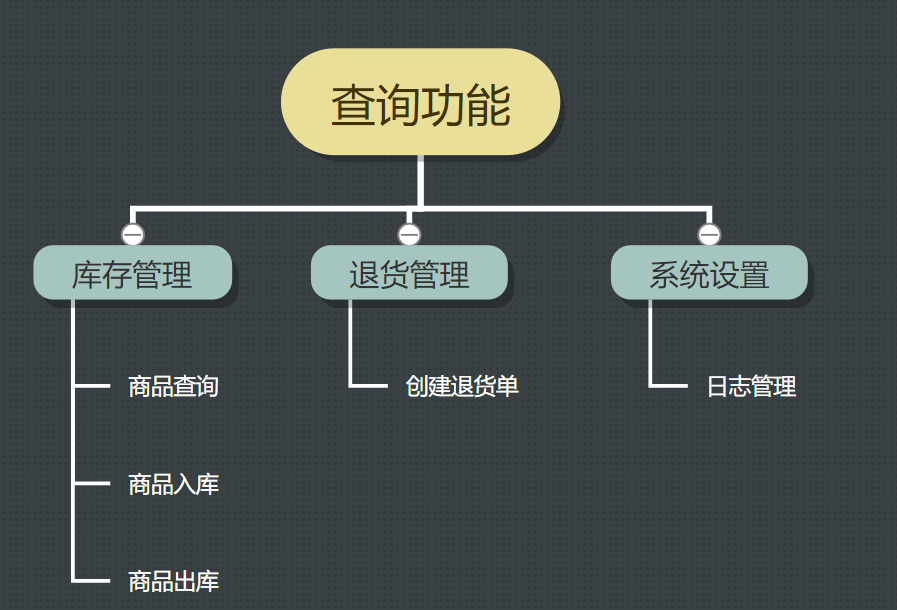 查询功能
库存管理
退货管理
系统设置
商品查询
创建退货单
日志管理
商品入库
商品出库